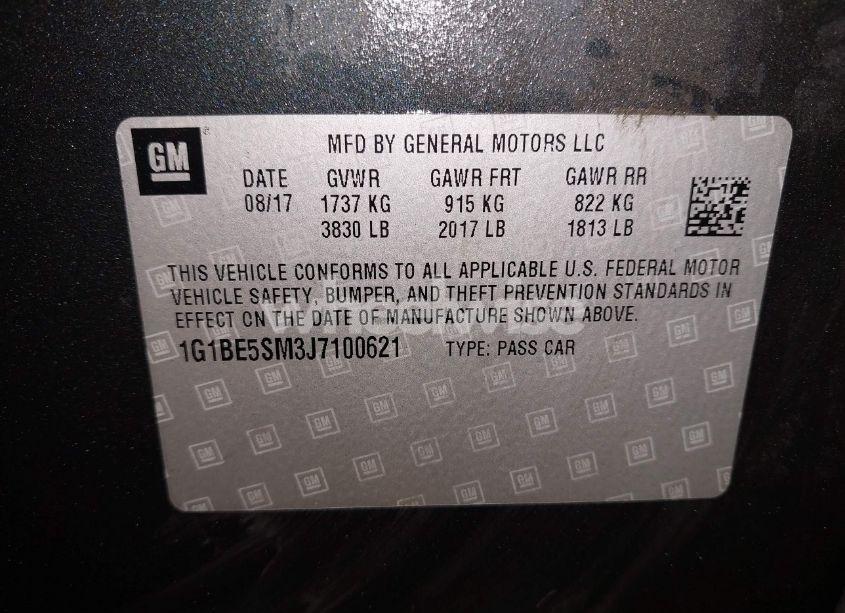 GM
MFD BY GENERAL MOTORS LLC
DATE GVWR GAWR FRT GAWR RR
08/17 1737 KG 915 KG 822 KG
3830 LB 2017 LB 1813 LB
THIS VEHICLE CONFORMS TO ALL APPLICABLE U.S. FEDERAL MOTOR
VEHICLE SAFETY, BUMPER, AND THEFT PREVENTION STANDARDS IN
EFFECT ON THE DATE OF MANUFACTURE SHOWN ABOVE.
1G1BE5SM3J7100621 TYPE: PASS CAR